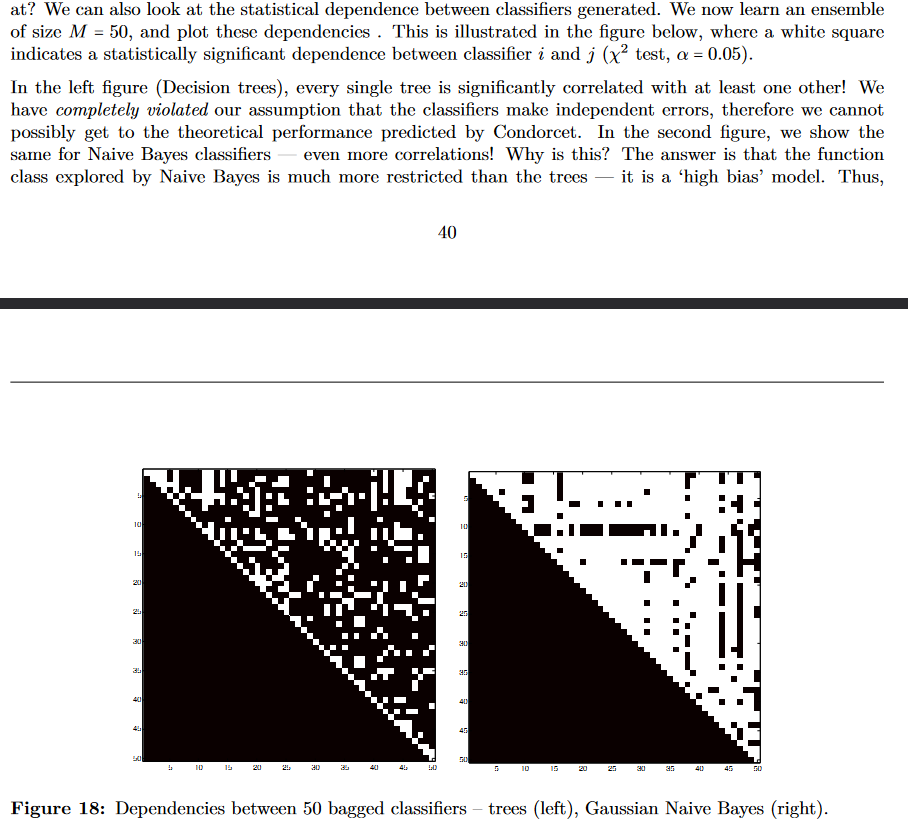 at? We can also look at the statistical dependence between classifiers generated. We now learn an ensemble
of size M = 50, and plot these dependencies . This is illustrated in the figure below, where a white square
indicates a statistically significant dependence between classifier i and j (χ² test, α = 0.05).
In the left figure (Decision trees), every single tree is significantly correlated with at least one other! We
have completely violated our assumption that the classifiers make independent errors, therefore we cannot
possibly get to the theoretical performance predicted by Condorcet. In the second figure, we show the
same for Naive Bayes classifiers — even more correlations! Why is this? The answer is that the function
class explored by Naive Bayes is much more restricted than the trees — it is a ‘high bias’ model. Thus,
40
5
10
15
20
25
30
35
40
45
50
5 10 15 20 25 30 35 40 45 50
5
10
15
20
25
30
35
40
45
50
5 10 15 20 25 30 35 40 45 50
Figure 18: Dependencies between 50 bagged classifiers – trees (left), Gaussian Naive Bayes (right).